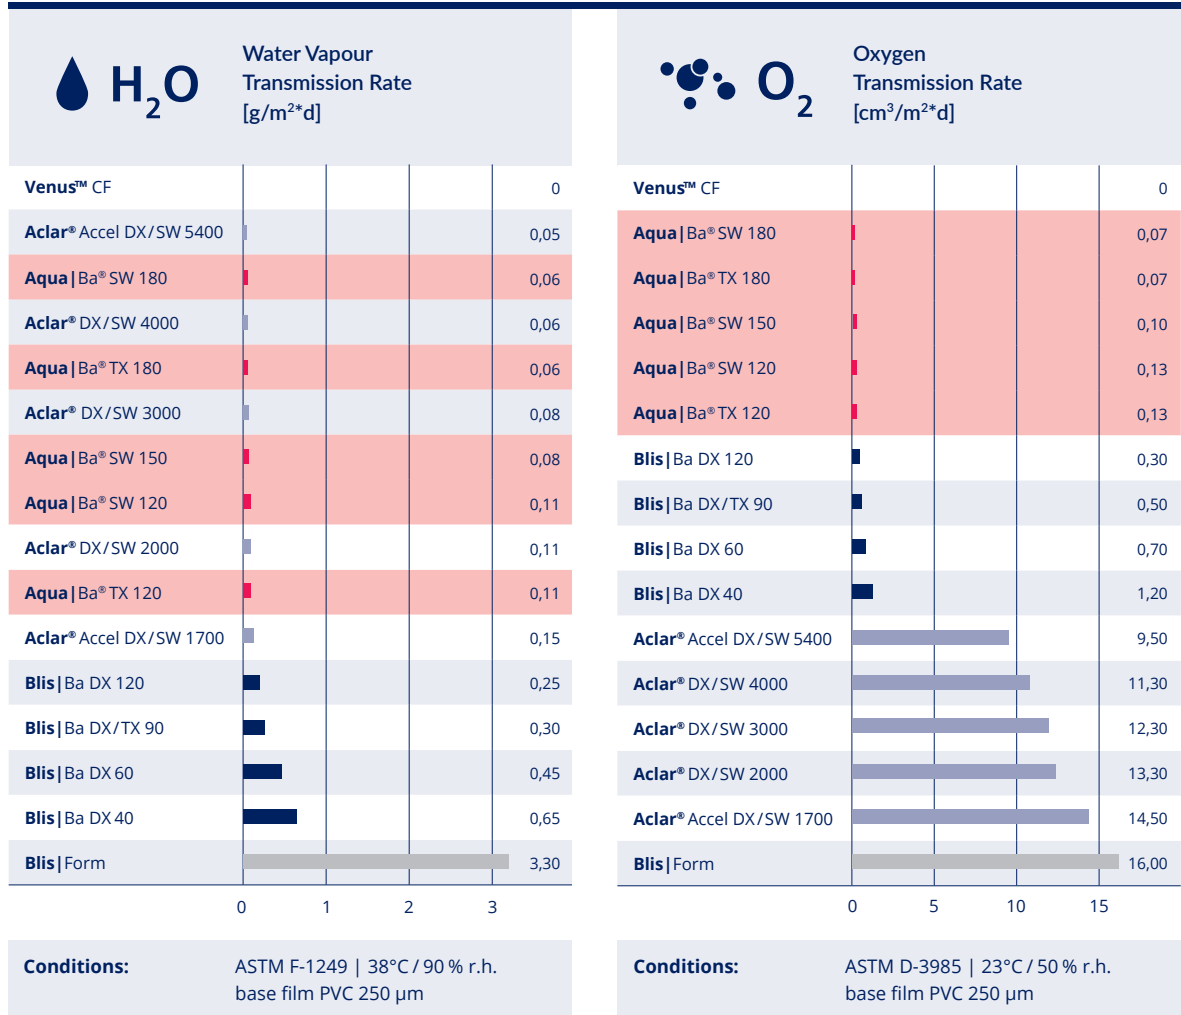 H2O
Water Vapour
Transmission Rate
[g/m²*d]
Venus™ CF 0
Aclar® Accel DX/SW 5400 0,05
Aqua|Ba® SW 180 0,06
Aclar® DX/SW 4000 0,06
Aqua|Ba® TX 180 0,06
Aclar® DX/SW 3000 0,08
Aqua|Ba® SW 150 0,08
Aqua|Ba® SW 120 0,11
Aclar® DX/SW 2000 0,11
Aqua|Ba® TX 120 0,11
Aclar® Accel DX/SW 1700 0,15
Blis|Ba DX 120 0,25
Blis|Ba DX/TX 90 0,30
Blis|Ba DX 60 0,45
Blis|Ba DX 40 0,65
Blis|Form 3,30
0 1 2 3
Conditions: ASTM F-1249 | 38°C / 90 % r.h.
base film PVC 250 µm
O2
Oxygen
Transmission Rate
[cm³/m²*d]
Venus™ CF 0
Aqua|Ba® SW 180 0,07
Aqua|Ba® TX 180 0,07
Aqua|Ba® SW 150 0,10
Aqua|Ba® SW 120 0,13
Aqua|Ba® TX 120 0,13
Blis|Ba DX 120 0,30
Blis|Ba DX/TX 90 0,50
Blis|Ba DX 60 0,70
Blis|Ba DX 40 1,20
Aclar® Accel DX/SW 5400 9,50
Aclar® DX/SW 4000 11,30
Aclar® DX/SW 3000 12,30
Aclar® DX/SW 2000 13,30
Aclar® Accel DX/SW 1700 14,50
Blis|Form 16,00
0 5 10 15
Conditions: ASTM D-3985 | 23°C / 50 % r.h.
base film PVC 250 µm